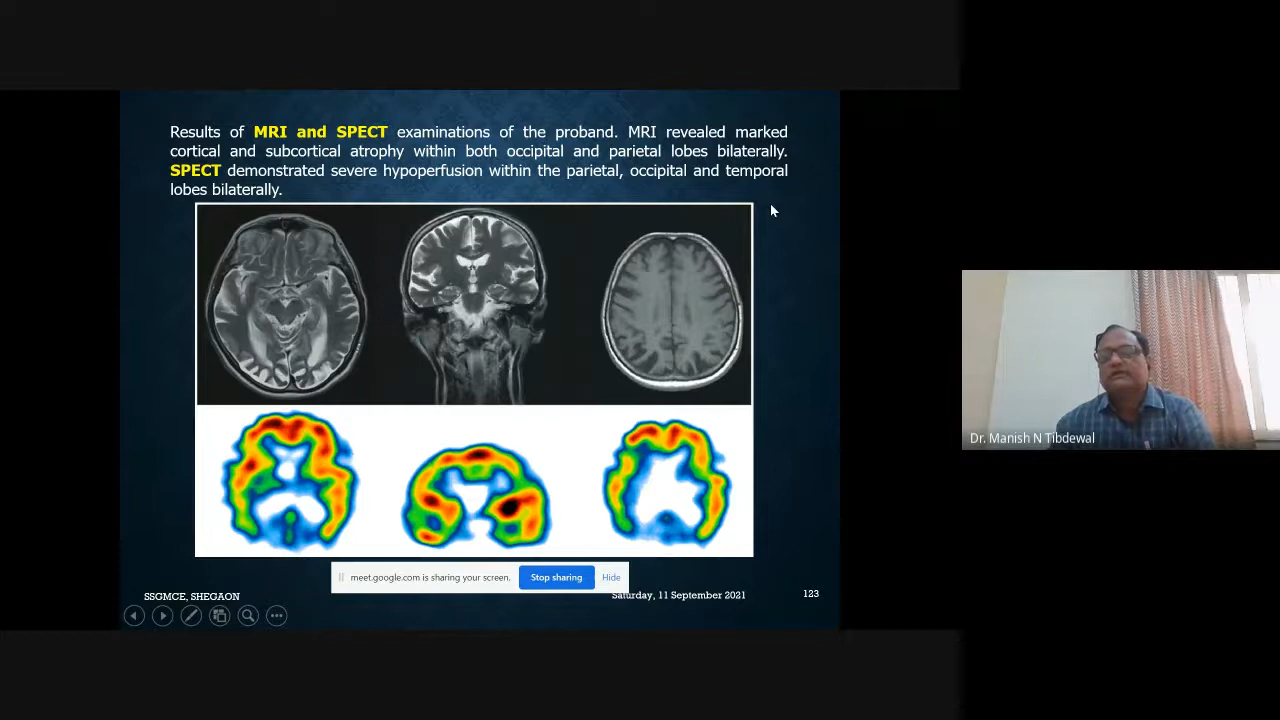 Results of MRI and SPECT examinations of the proband. MRI revealed marked
cortical and subcortical atrophy within both occipital and parietal lobes bilaterally.
SPECT demonstrated severe hypoperfusion within the parietal, occipital and temporal
lobes bilaterally.
Dr. Manish N Tibdewal
meet.google.com is sharing your screen. Stop sharing Hide
SSGMCE, SHEGAON Saturday, 11 September 2021 123